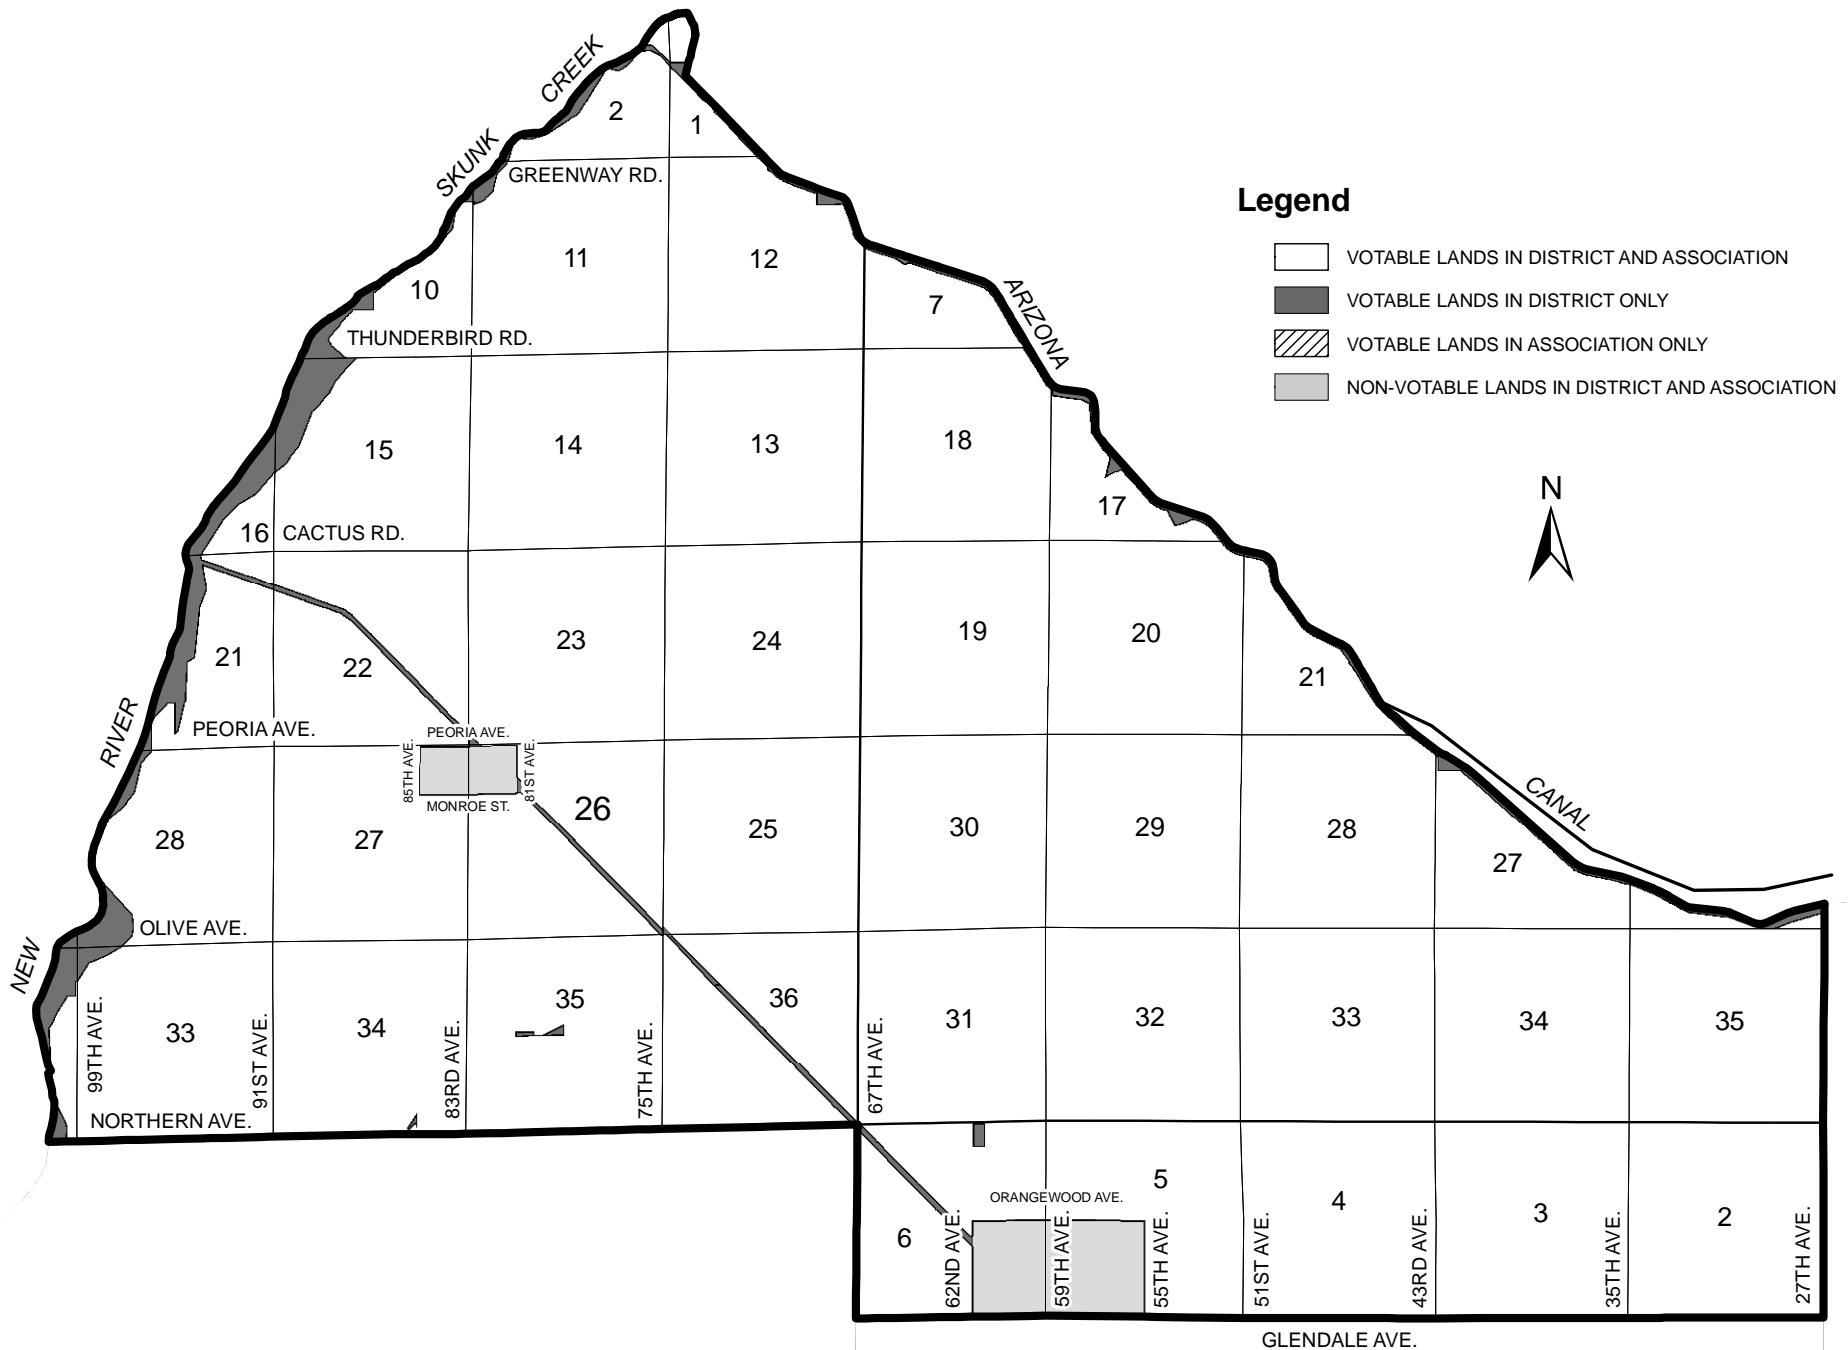 CREEK
2
1
SKUNK
GREENWAY RD.
Legend
VOTABLE LANDS IN DISTRICT AND ASSOCIATION
VOTABLE LANDS IN DISTRICT ONLY
VOTABLE LANDS IN ASSOCIATION ONLY
NON-VOTABLE LANDS IN DISTRICT AND ASSOCIATION
10
11
12
7
ARIZONA
THUNDERBIRD RD.
15
14
13
18
17
N
16
CACTUS RD.
21
22
23
24
19
20
21
RIVER
PEORIA AVE.
PEORIA AVE.
85TH AVE.
81ST AVE.
MONROE ST.
CANAL
28
27
26
25
30
29
28
27
OLIVE AVE.
NEW
33
34
35
36
31
32
33
34
35
99TH AVE.
91ST AVE.
83RD AVE.
75TH AVE.
67TH AVE.
NORTHERN AVE.
5
ORANGEWOOD AVE.
6
4
3
2
62ND AVE.
59TH AVE.
55TH AVE.
51ST AVE.
43RD AVE.
35TH AVE.
27TH AVE.
GLENDALE AVE.